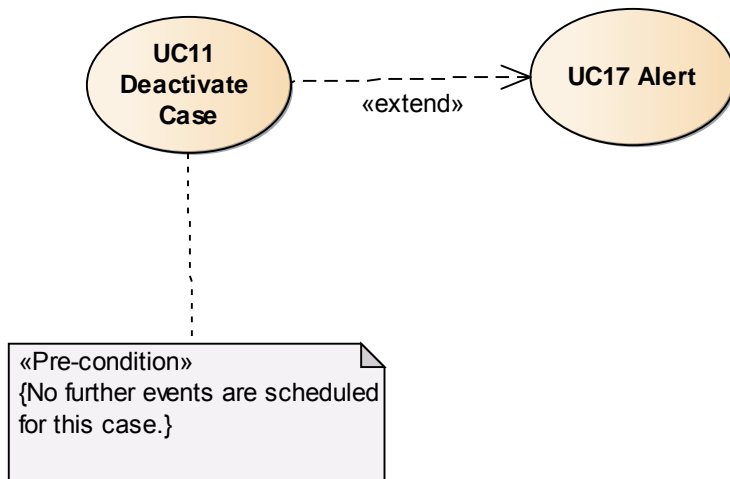 UC11
Deactivate
Case
«extend»
UC17 Alert
«Pre-condition»
{No further events are scheduled
for this case.}